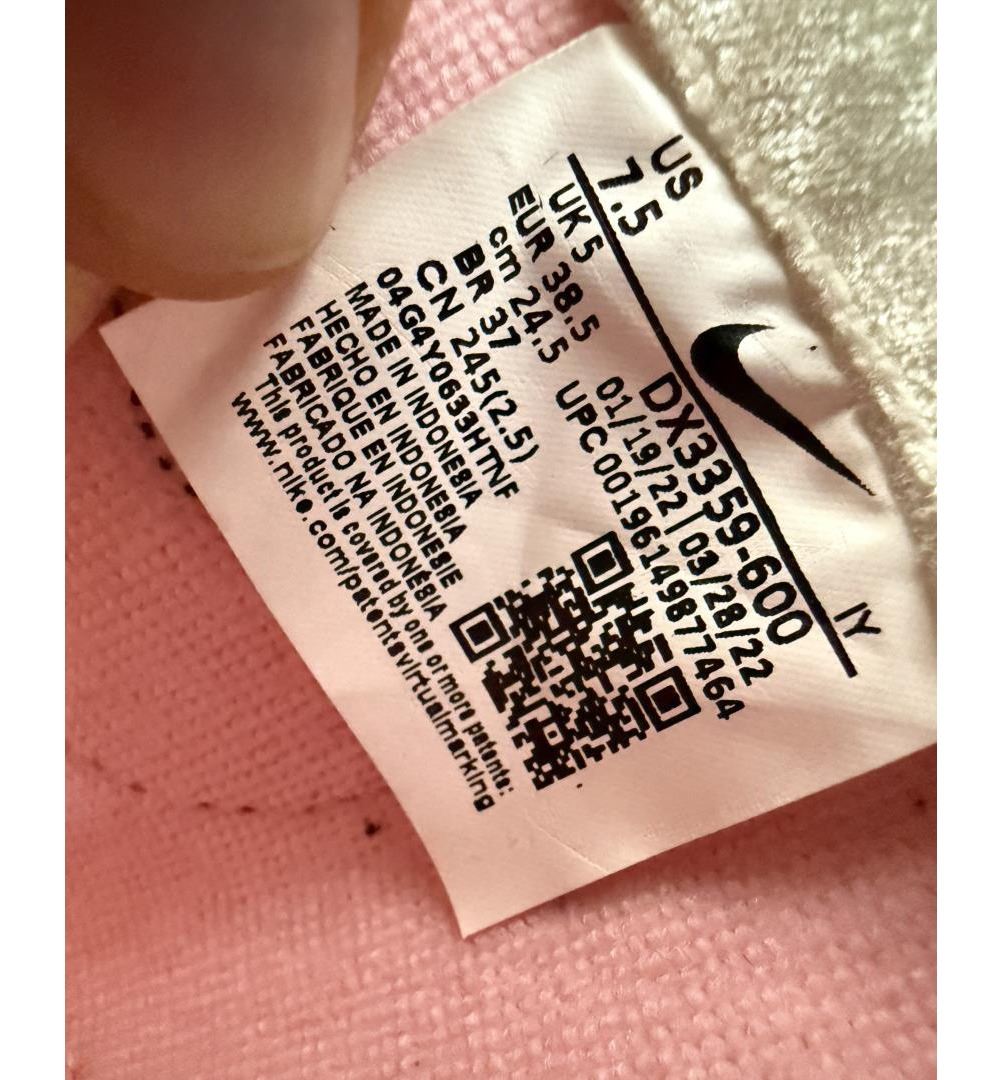 US
7.5
IY
UK 5
EUR 38.5
cm 24.5
BR 37
CN 245(2.5)
04G4Y0633HTNF
MADE IN INDONESIA
HECHO EN INDONESIA
FABRIQUE EN INDONESIE
FABRICADO NA INDONÉSIA
This product is covered by one or more patents:
www.nike.com/patentsvirtualmarking
DX3359-600
01/19/22 | 03/28/22
UPC 00196149877464